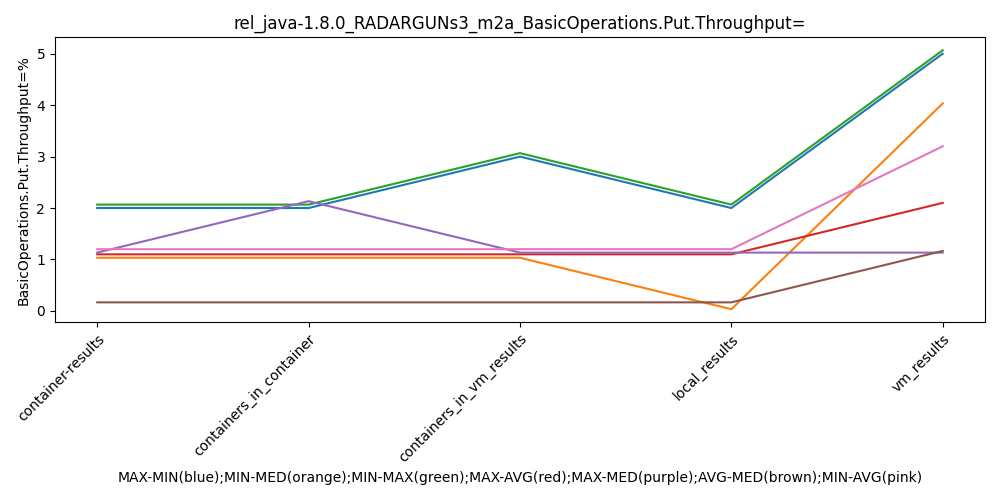 rel_java-1.8.0_RADARGUNs3_m2a_BasicOperations.Put.Throughput=
BasicOperations.Put.Throughput=%
5
4
3
2
1
0
container-results
containers_in_container
containers_in_vm_results
local_results
vm_results
MAX-MIN(blue);MIN-MED(orange);MIN-MAX(green);MAX-AVG(red);MAX-MED(purple);AVG-MED(brown);MIN-AVG(pink)